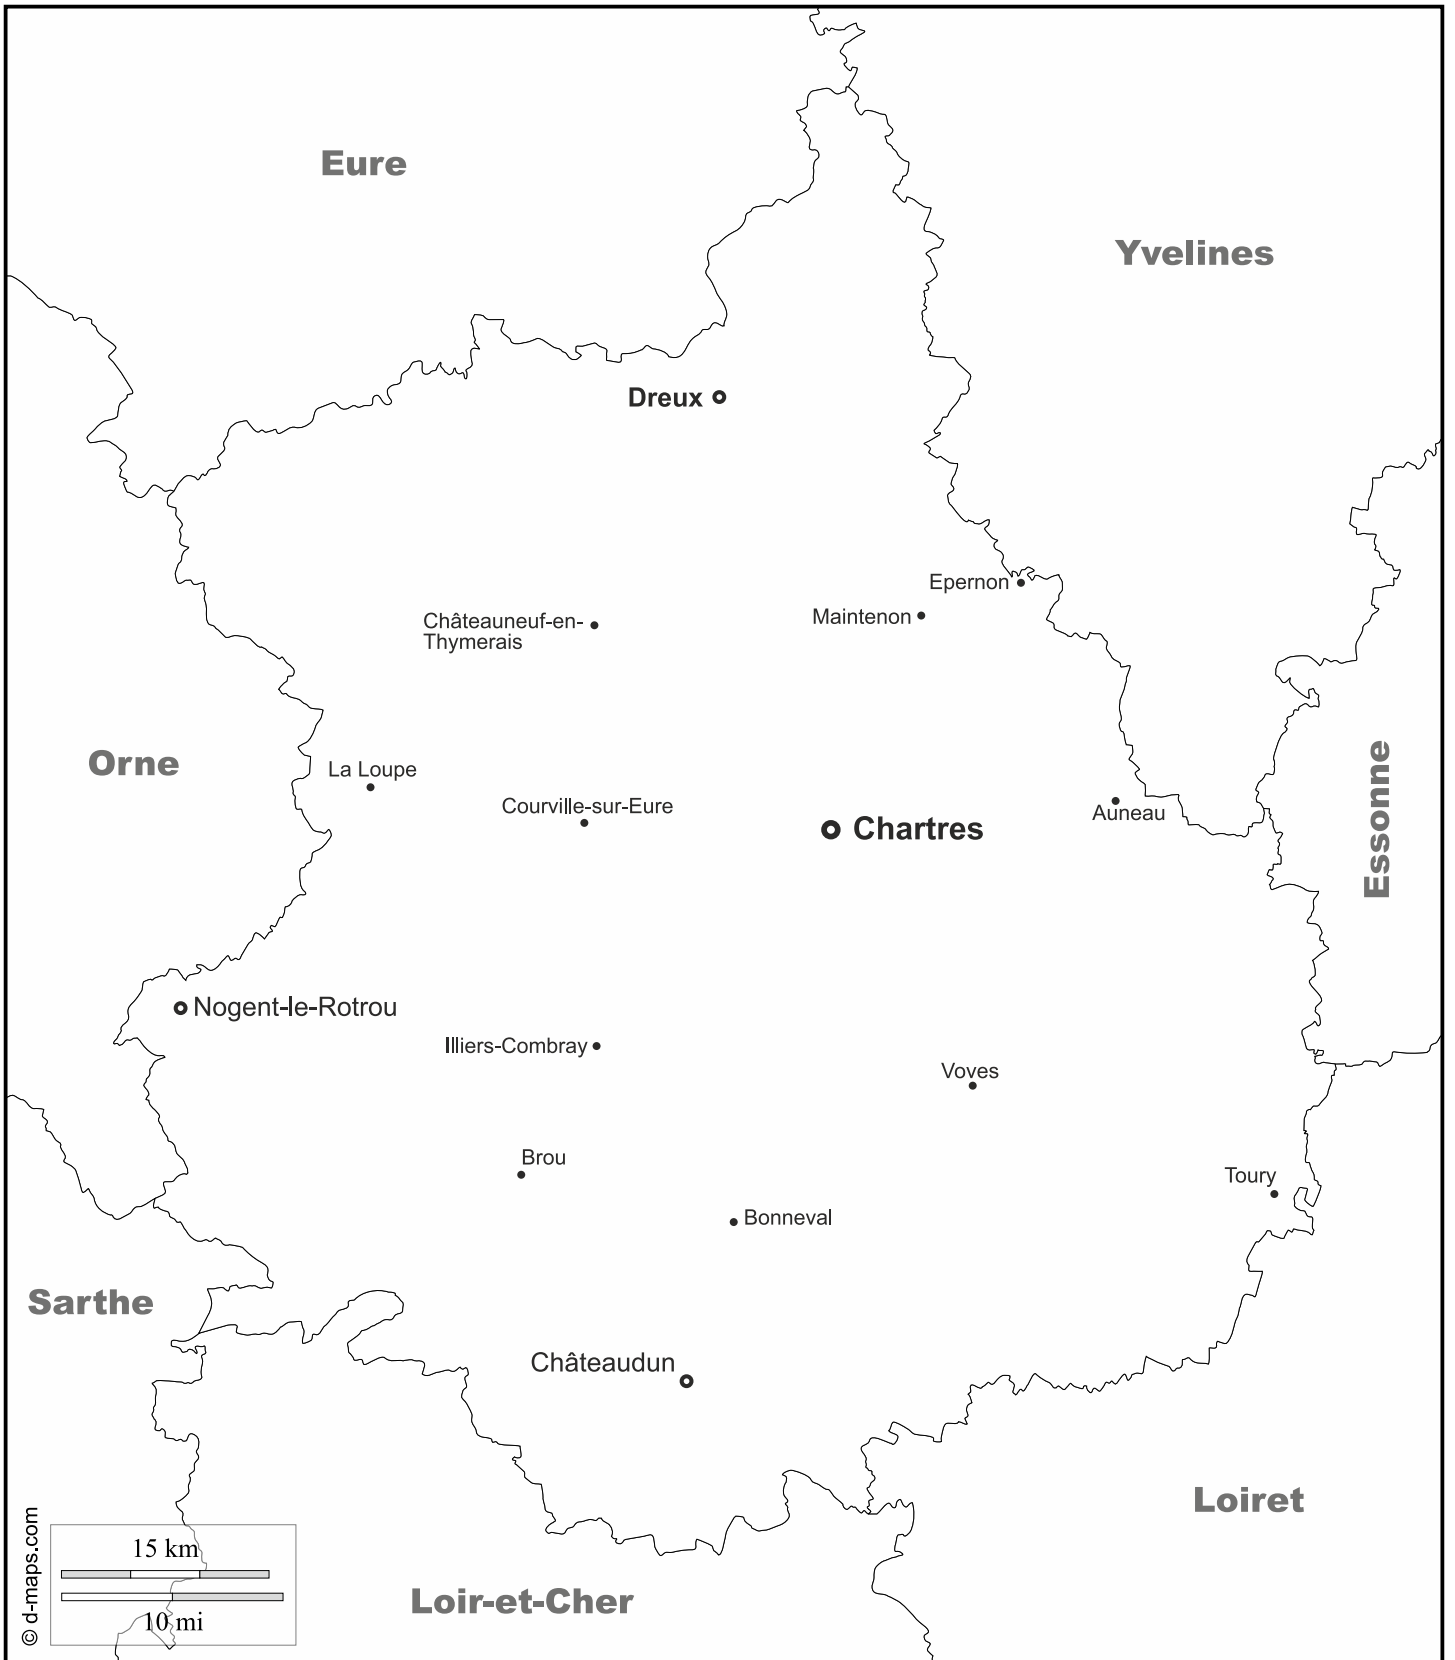 Eure
Yvelines
Dreux
Epernon
Maintenon
Châteauneuf-en-
Thymerais
Orne
La Loupe
Courville-sur-Eure
Chartres
Auneau
Essonne
Nogent-le-Rotrou
Illiers-Combray
Voves
Brou
Toury
Bonneval
Sarthe
Châteaudun
Loiret
Loir-et-Cher
15 km
10 mi
© d-maps.com